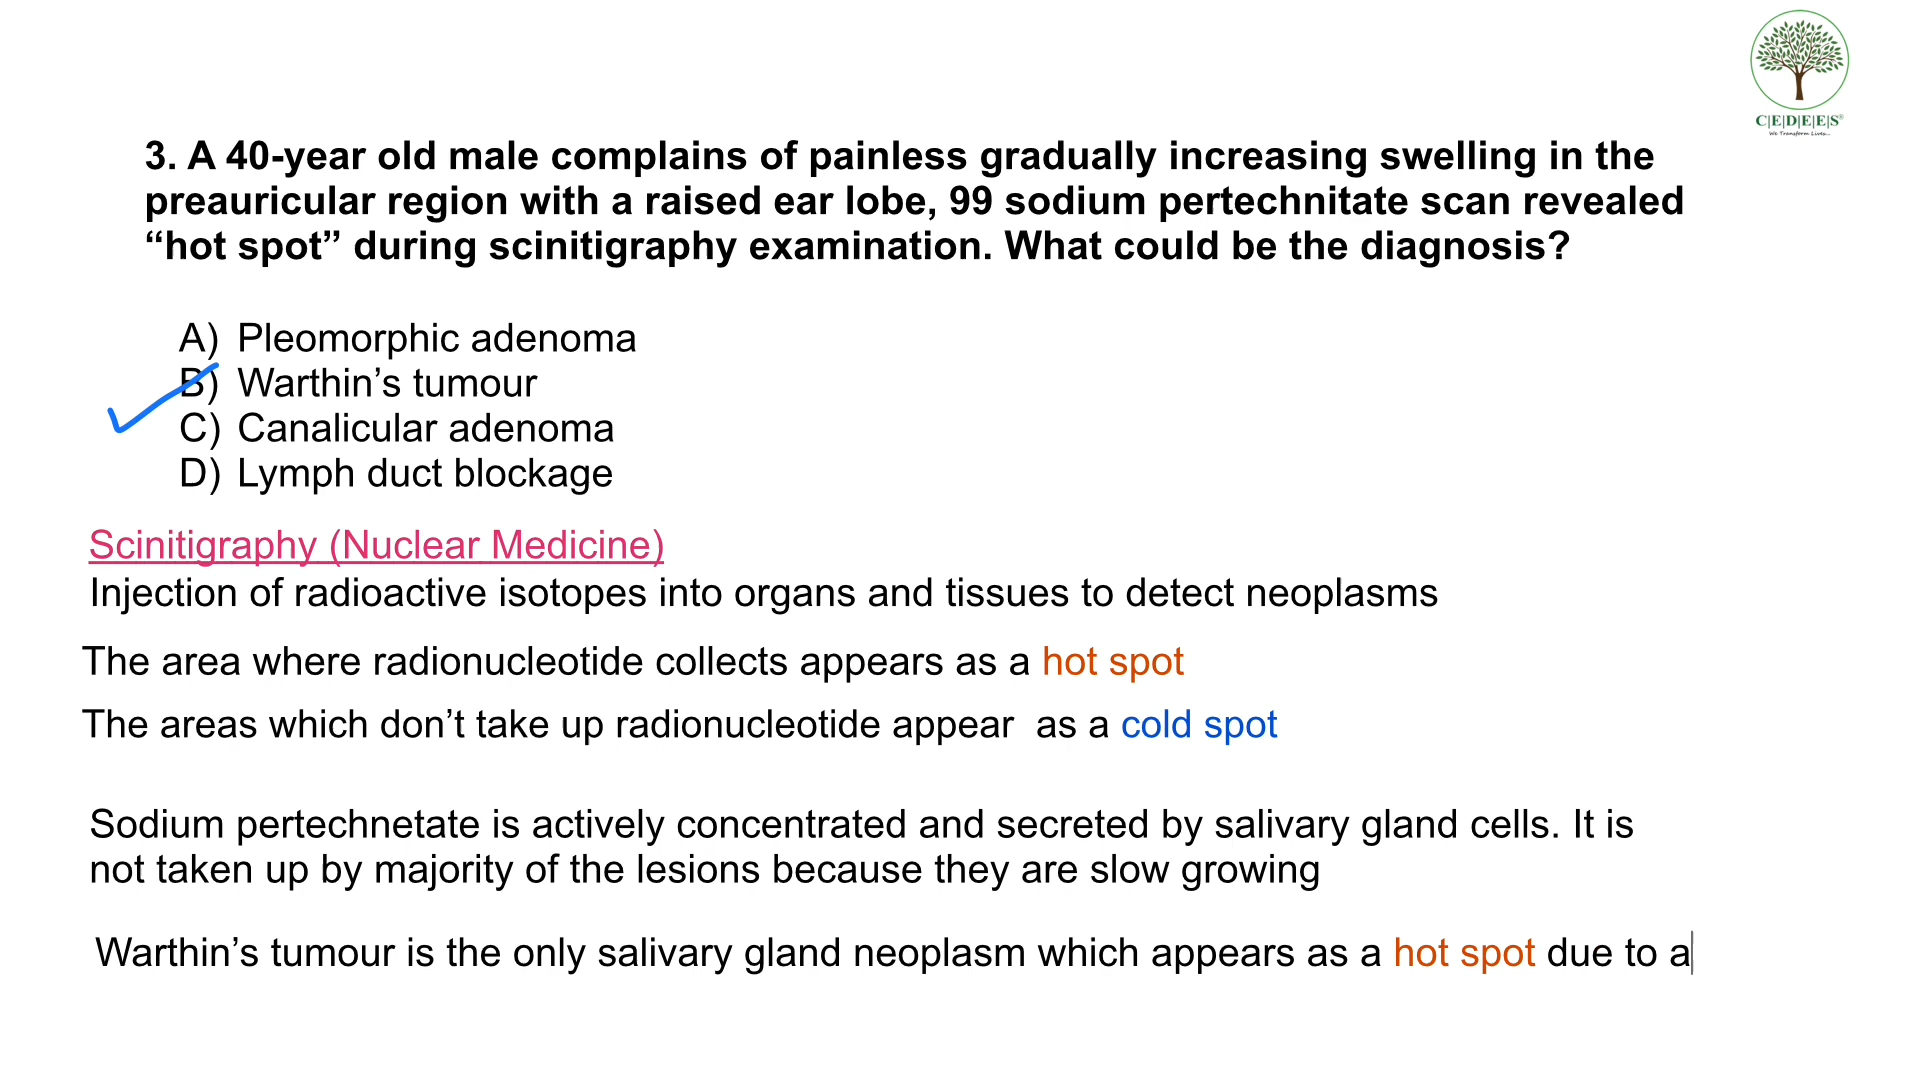 C|E|D|E|E|S®
We Transform Lives...
3. A 40-year old male complains of painless gradually increasing swelling in the
preauricular region with a raised ear lobe, 99 sodium pertechnitate scan revealed
“hot spot” during scinitigraphy examination. What could be the diagnosis?
A) Pleomorphic adenoma
B) Warthin’s tumour
C) Canalicular adenoma
D) Lymph duct blockage
Scinitigraphy (Nuclear Medicine)
Injection of radioactive isotopes into organs and tissues to detect neoplasms
The area where radionucleotide collects appears as a hot spot
The areas which don’t take up radionucleotide appear as a cold spot
Sodium pertechnetate is actively concentrated and secreted by salivary gland cells. It is
not taken up by majority of the lesions because they are slow growing
Warthin’s tumour is the only salivary gland neoplasm which appears as a hot spot due to a